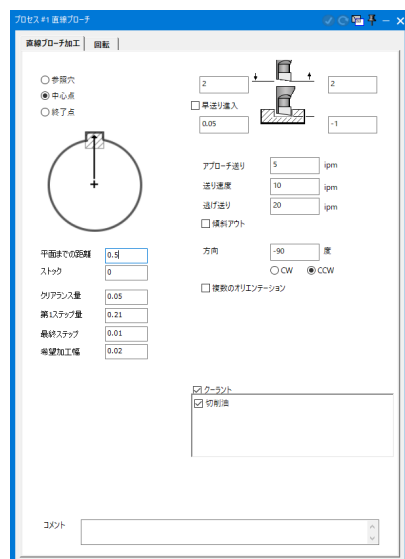 プロセス #1 直線ブローチ
直線ブローチ加工
回転
参照穴
中心点
終了点
2
2
早送り進入
0.05
-1
アプローチ送り 5 ipm
送り速度 10 ipm
逃げ送り 20 ipm
傾斜アウト
平面までの距離 0.5
ストック 0
クリアランス量 0.05
第1ステップ量 0.21
最終ステップ 0.01
希望加工幅 0.02
方向 -90 度
CW CCW
複数のオリエンテーション
クーラント
切削油
コメント